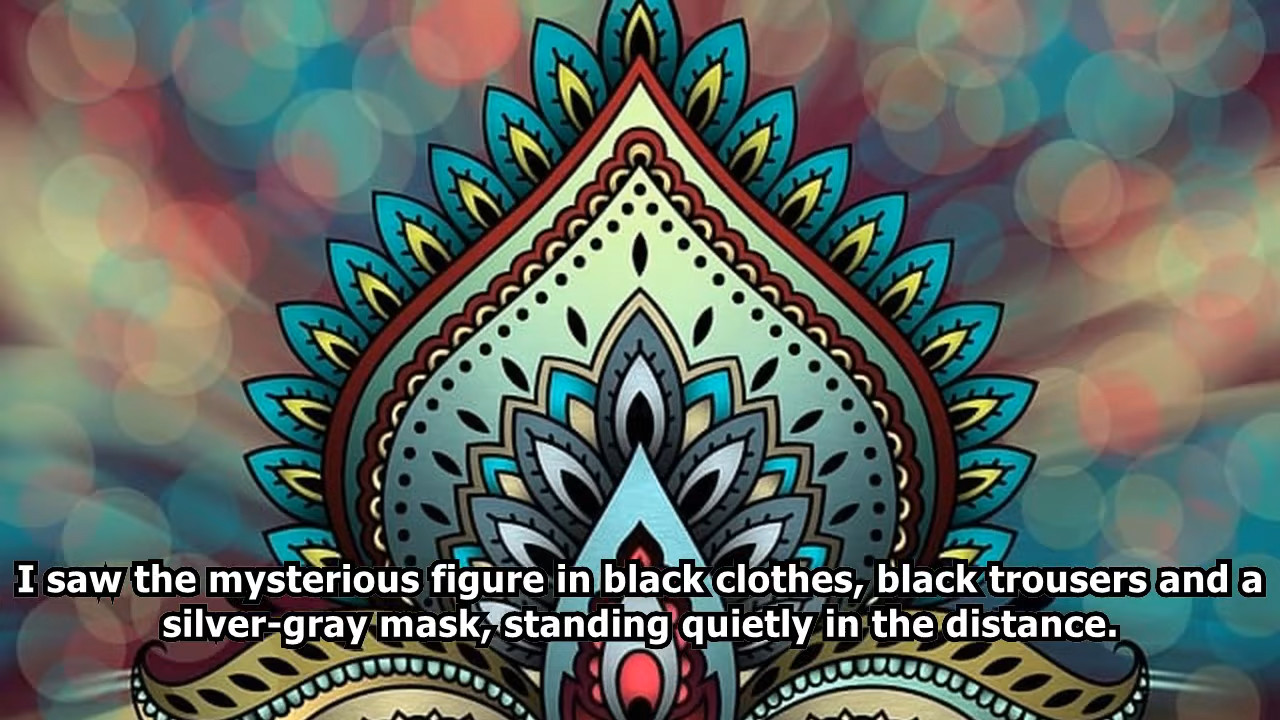 I saw the mysterious figure in black clothes, black trousers and a
silver-gray mask, standing quietly in the distance.